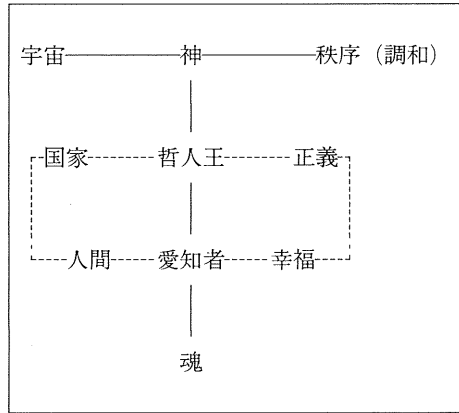 宇宙 神 秩序（調和）
国家 哲人王 正義
人間 愛知者 幸福
魂